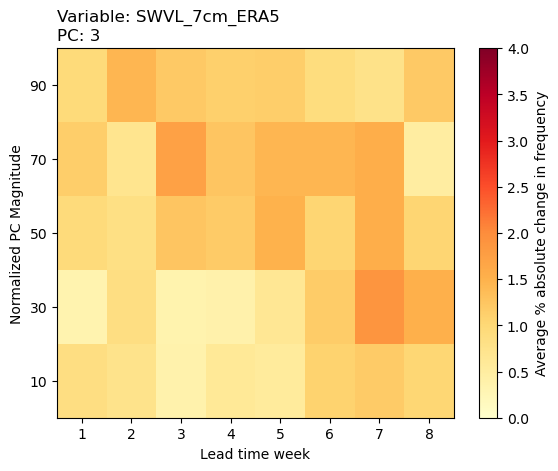 Variable: SWVL_7cm_ERA5
PC: 3
90
70
50
30
10
Normalized PC Magnitude
1 2 3 4 5 6 7 8
Lead time week
4.0
3.5
3.0
2.5
2.0
1.5
1.0
0.5
0.0
Average % absolute change in frequency